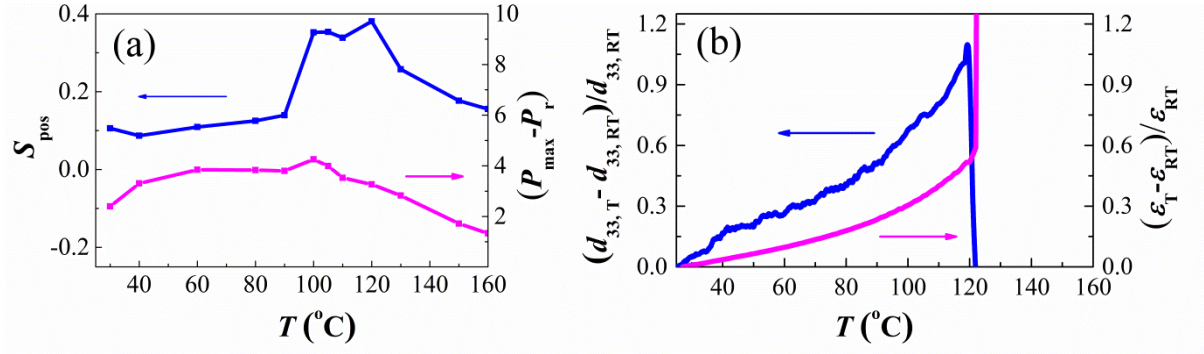 (a)
0.4
0.2
0.0
-0.2
S_pos
10
8
6
4
2
(P_max-P_r)
40 60 80 100 120 140 160
T (°C)
(b)
1.2
0.9
0.6
0.3
0.0
(d_33, T - d_33, RT)/d_33, RT
1.2
0.9
0.6
0.3
0.0
(ε_T-ε_RT)/ε_RT
40 60 80 100 120 140 160
T (°C)